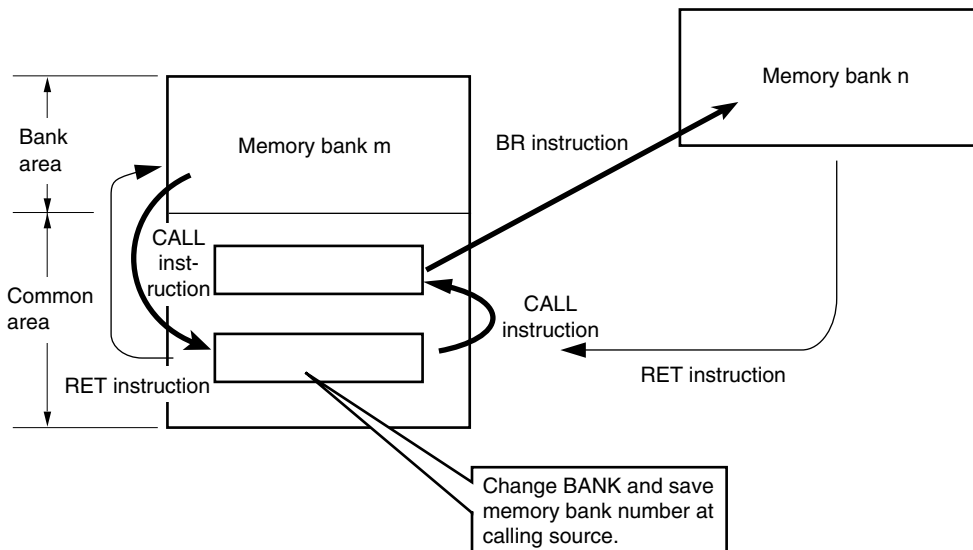 Memory bank n
Bank
area
Memory bank m
BR instruction
CALL
inst-
ruction
Common
area
CALL
instruction
RET instruction
RET instruction
Change BANK and save
memory bank number at
calling source.